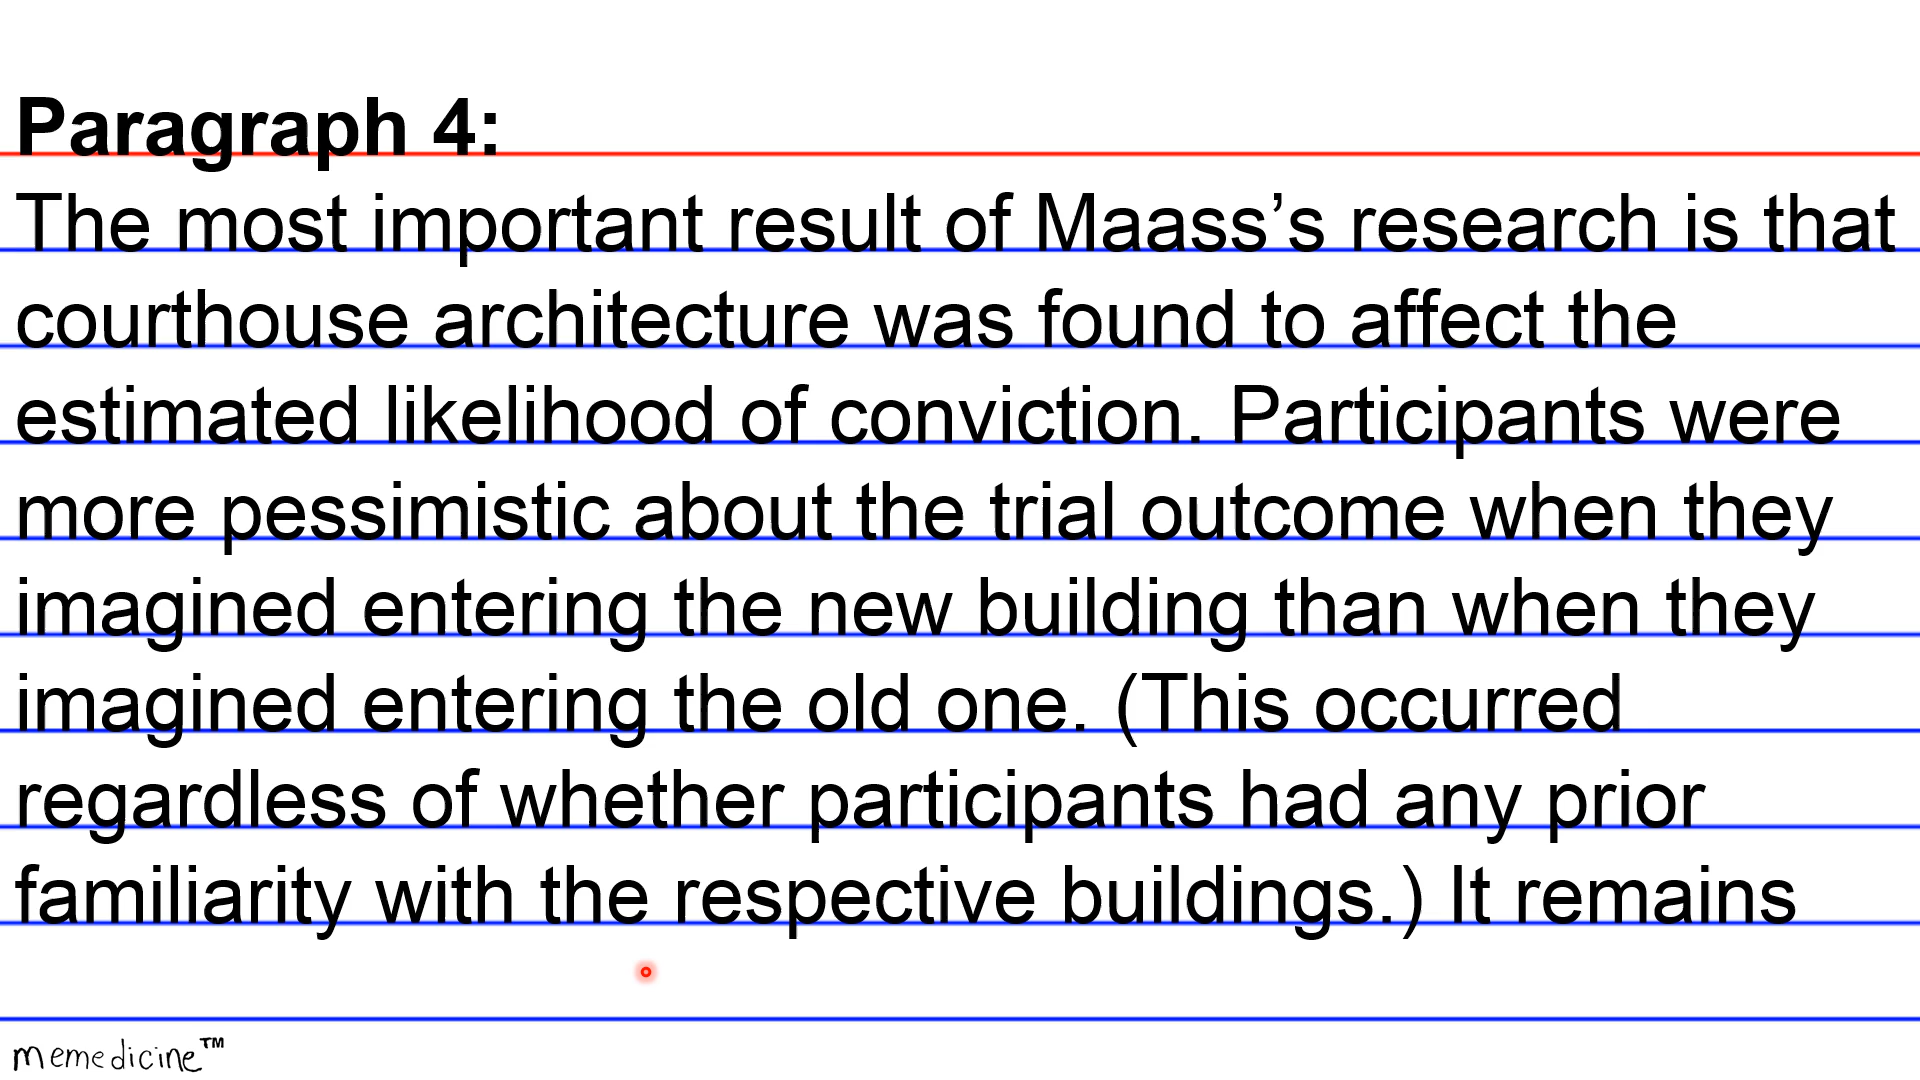 Paragraph 4:
The most important result of Maass’s research is that
courthouse architecture was found to affect the
estimated likelihood of conviction. Participants were
more pessimistic about the trial outcome when they
imagined entering the new building than when they
imagined entering the old one. (This occurred
regardless of whether participants had any prior
familiarity with the respective buildings.) It remains
memedicine™